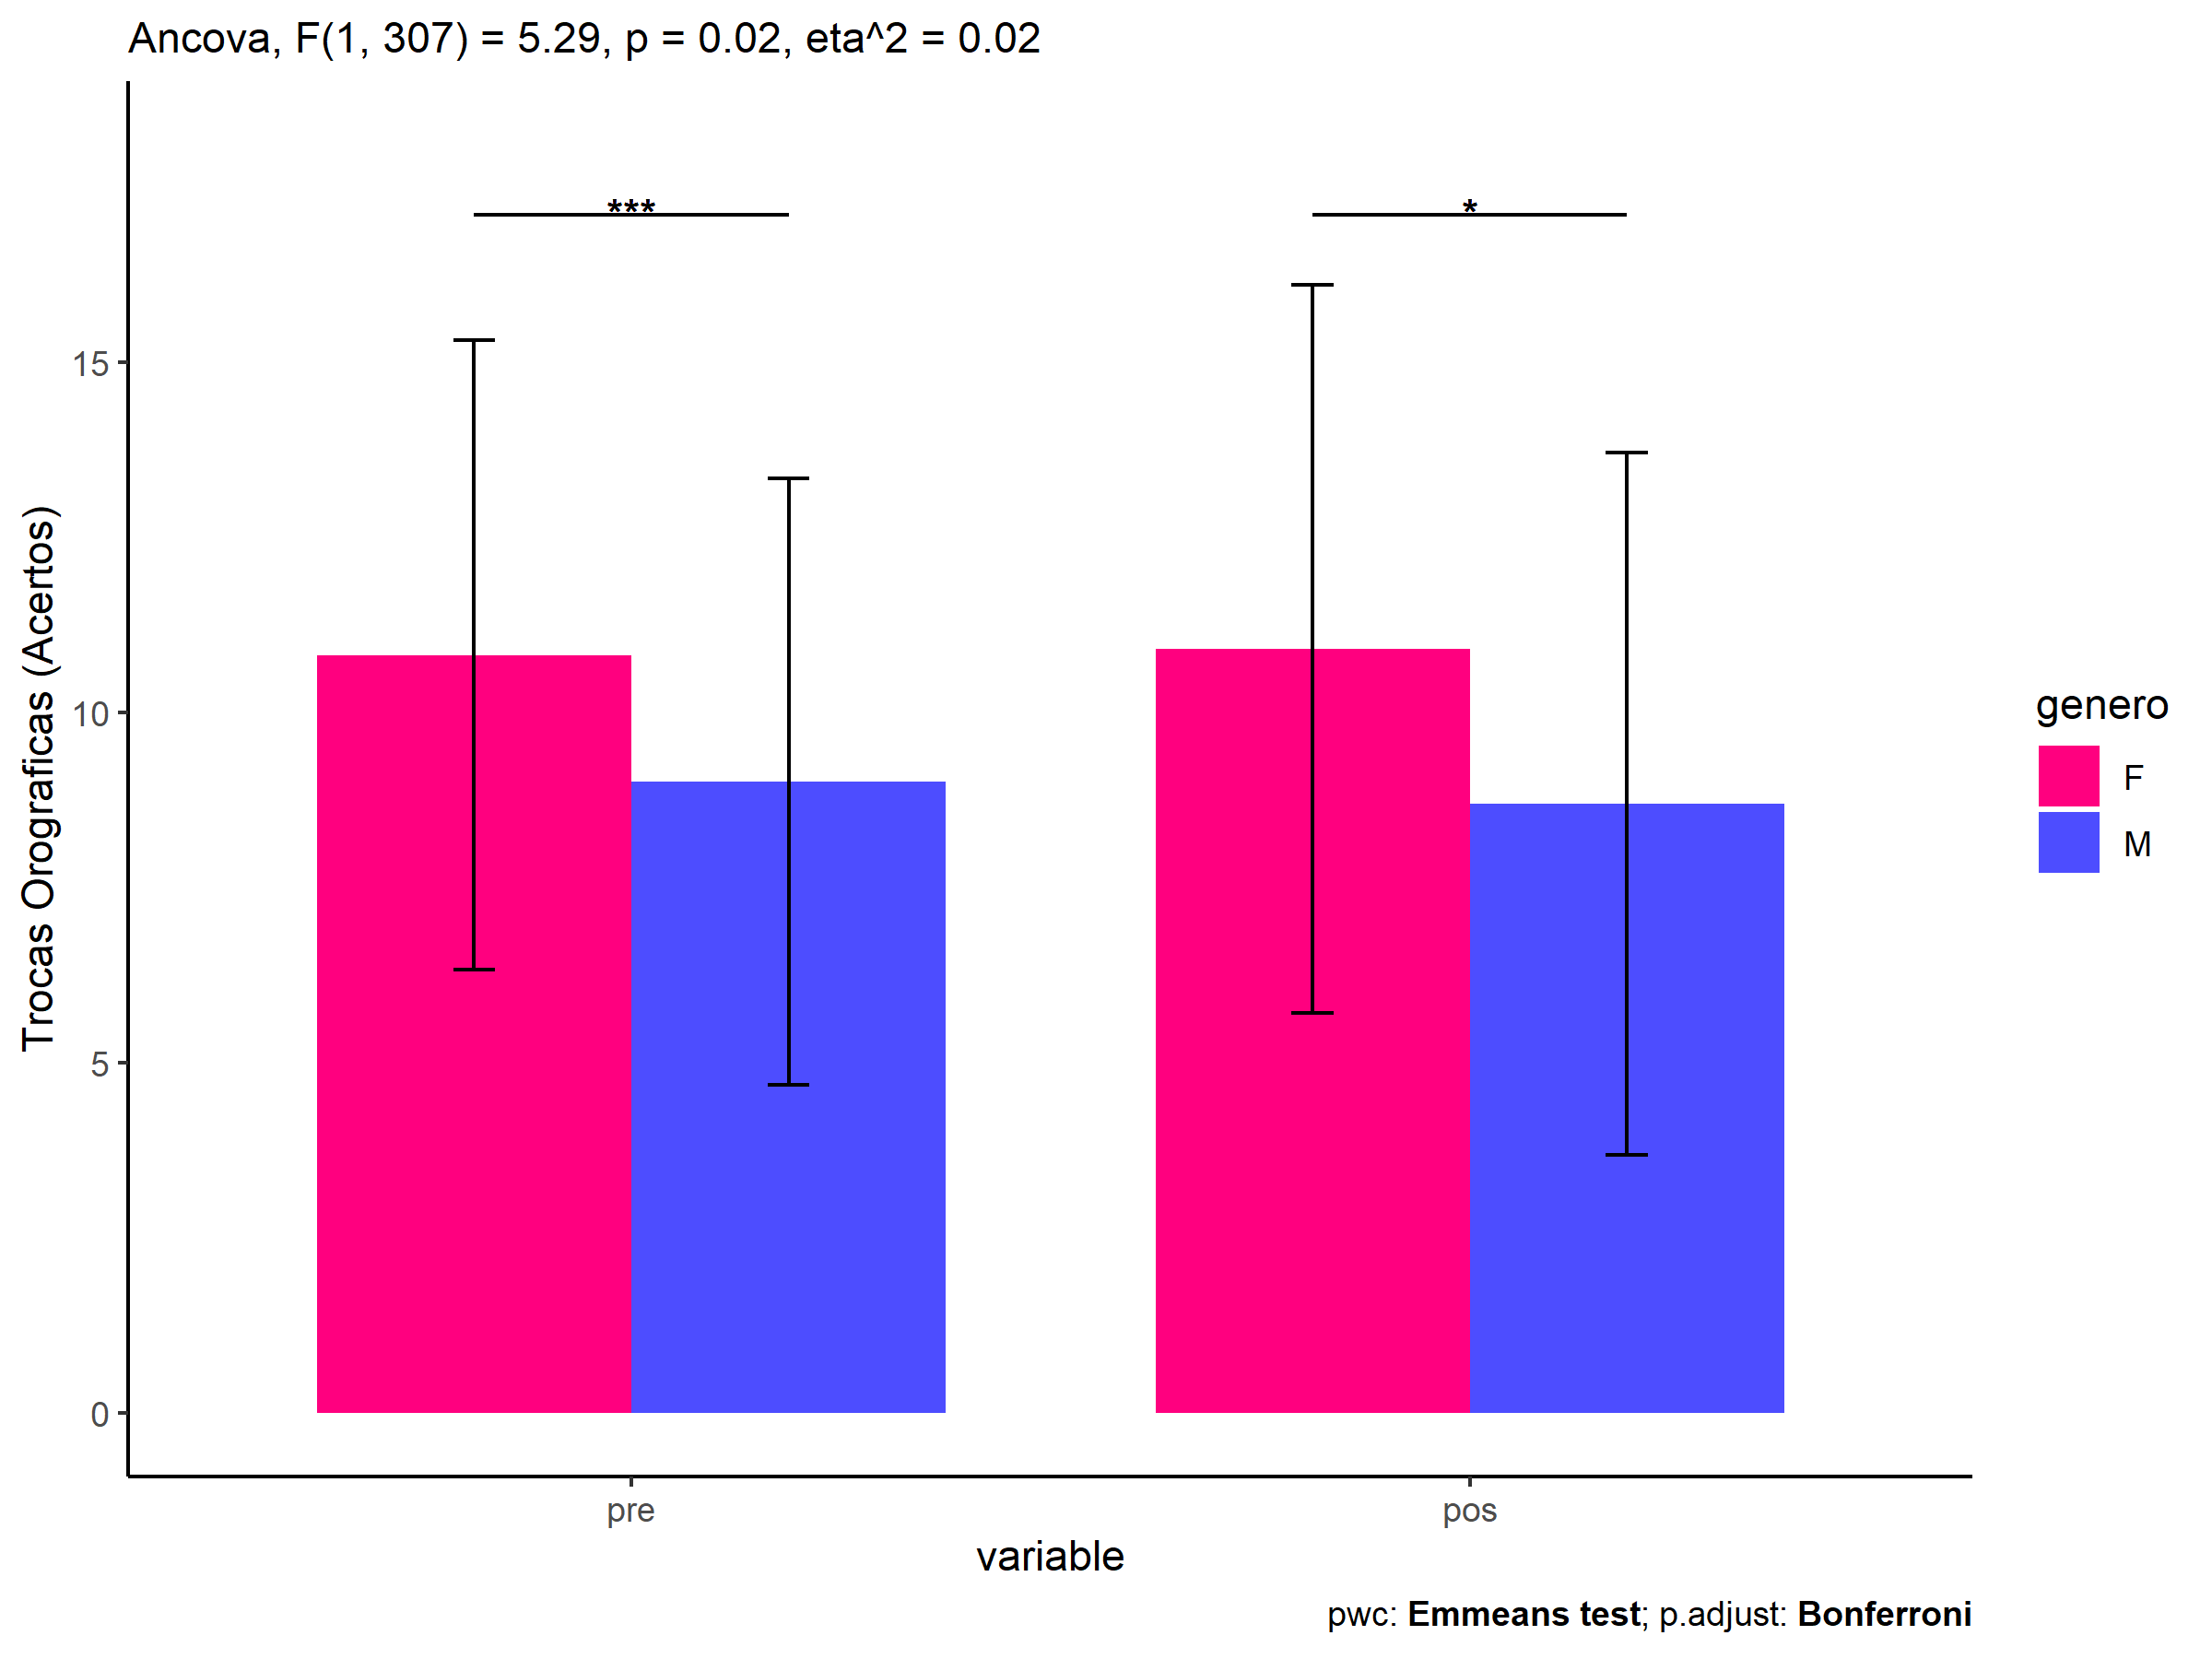 Ancova, F(1, 307) = 5.29, p = 0.02, eta^2 = 0.02
***
*
15
10
5
0
Trocas Orograficas (Acertos)
pre
pos
variable
genero
F
M
pwc: Emmeans test; p.adjust: Bonferroni